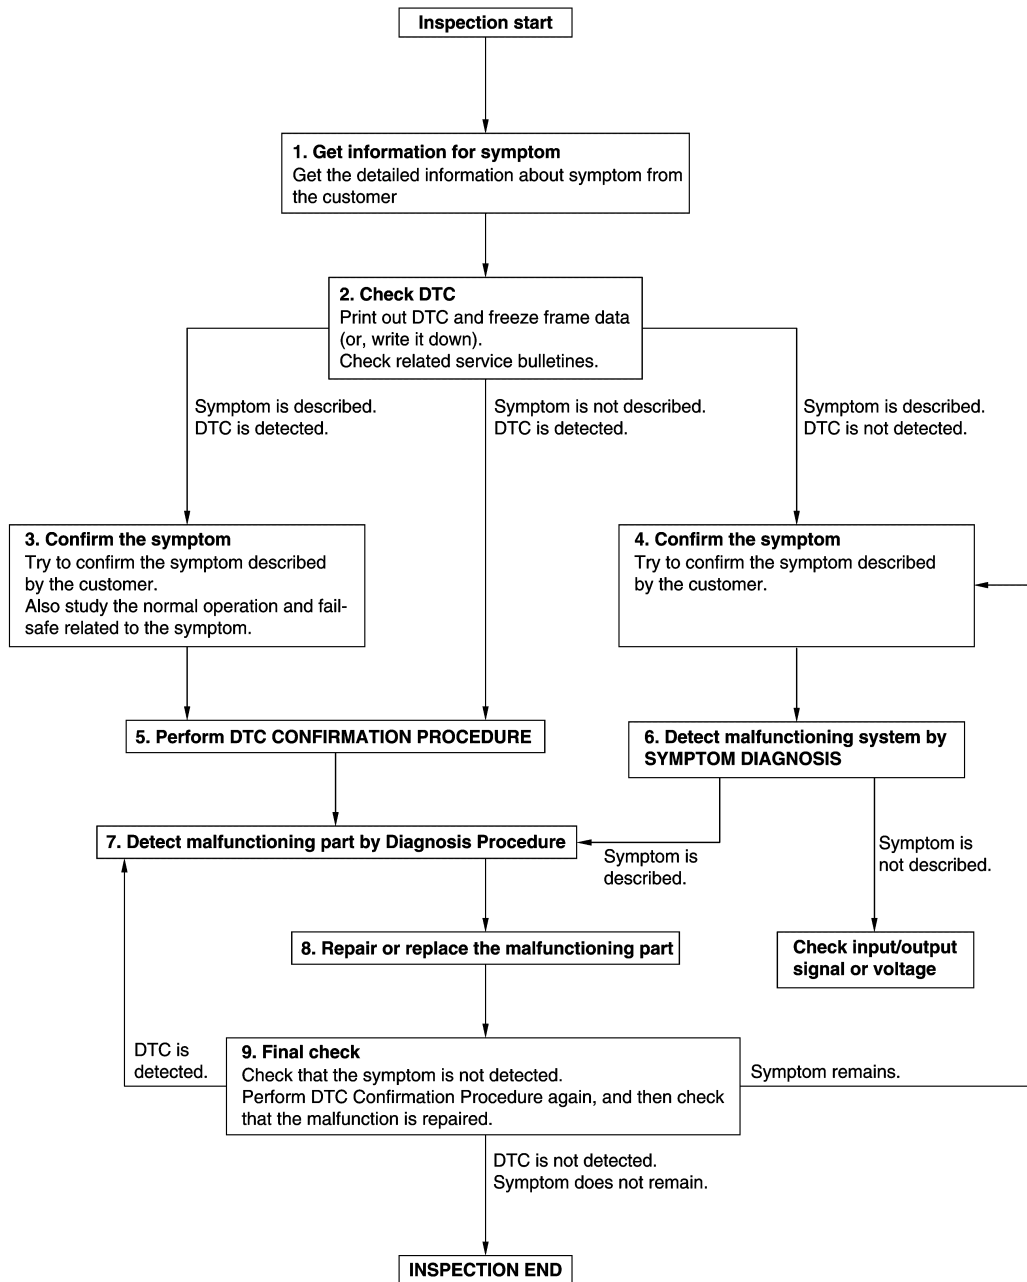 Inspection start
1. Get information for symptom
Get the detailed information about symptom from
the customer
2. Check DTC
Print out DTC and freeze frame data
(or, write it down).
Check related service bulletines.
Symptom is described.
DTC is detected.
Symptom is not described.
DTC is detected.
Symptom is described.
DTC is not detected.
3. Confirm the symptom
Try to confirm the symptom described
by the customer.
Also study the normal operation and fail-
safe related to the symptom.
4. Confirm the symptom
Try to confirm the symptom described
by the customer.
5. Perform DTC CONFIRMATION PROCEDURE
6. Detect malfunctioning system by
SYMPTOM DIAGNOSIS
7. Detect malfunctioning part by Diagnosis Procedure
Symptom is
described.
Symptom is
not described.
8. Repair or replace the malfunctioning part
Check input/output
signal or voltage
DTC is
detected.
9. Final check
Check that the symptom is not detected.
Perform DTC Confirmation Procedure again, and then check
that the malfunction is repaired.
Symptom remains.
DTC is not detected.
Symptom does not remain.
INSPECTION END